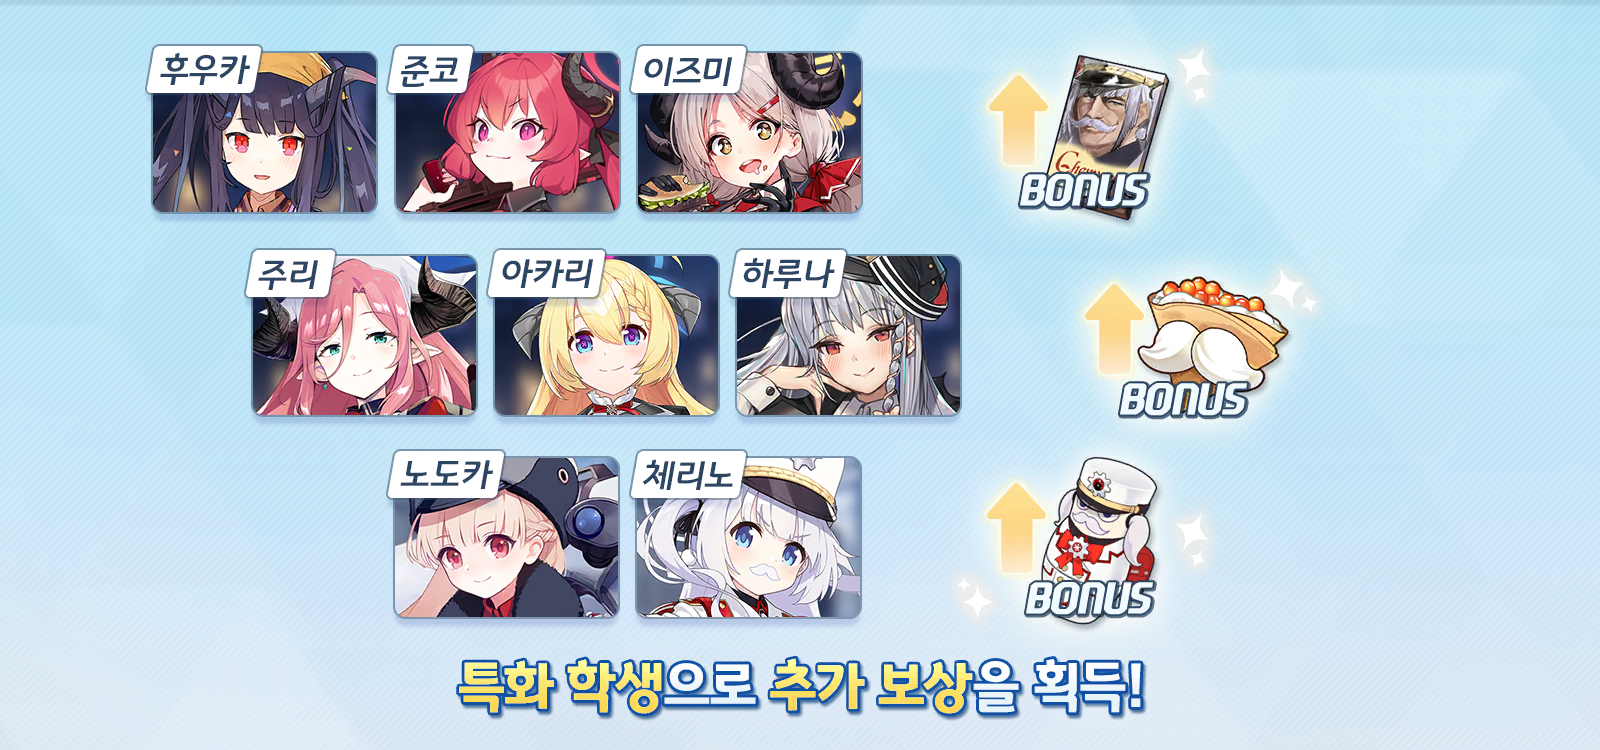 후우카
준코
이즈미
BONUS
주리
아카리
하루나
BONUS
노도카
체리노
BONUS
특화 학생으로 추가 보상을 획득!